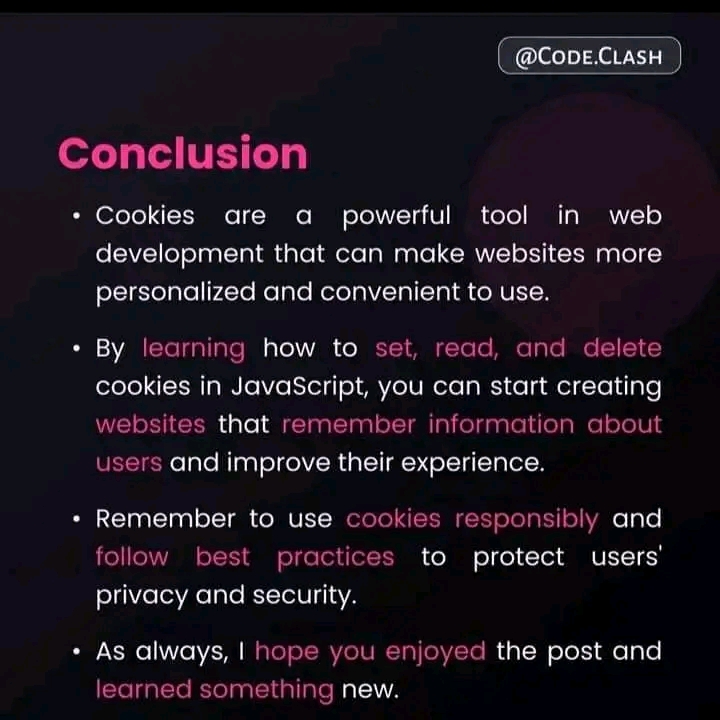 @CODE.CLASH
Conclusion
• Cookies are a powerful tool in web
development that can make websites more
personalized and convenient to use.
• By learning how to set, read, and delete
cookies in JavaScript, you can start creating
websites that remember information about
users and improve their experience.
• Remember to use cookies responsibly and
follow best practices to protect users'
privacy and security.
• As always, I hope you enjoyed the post and
learned something new.